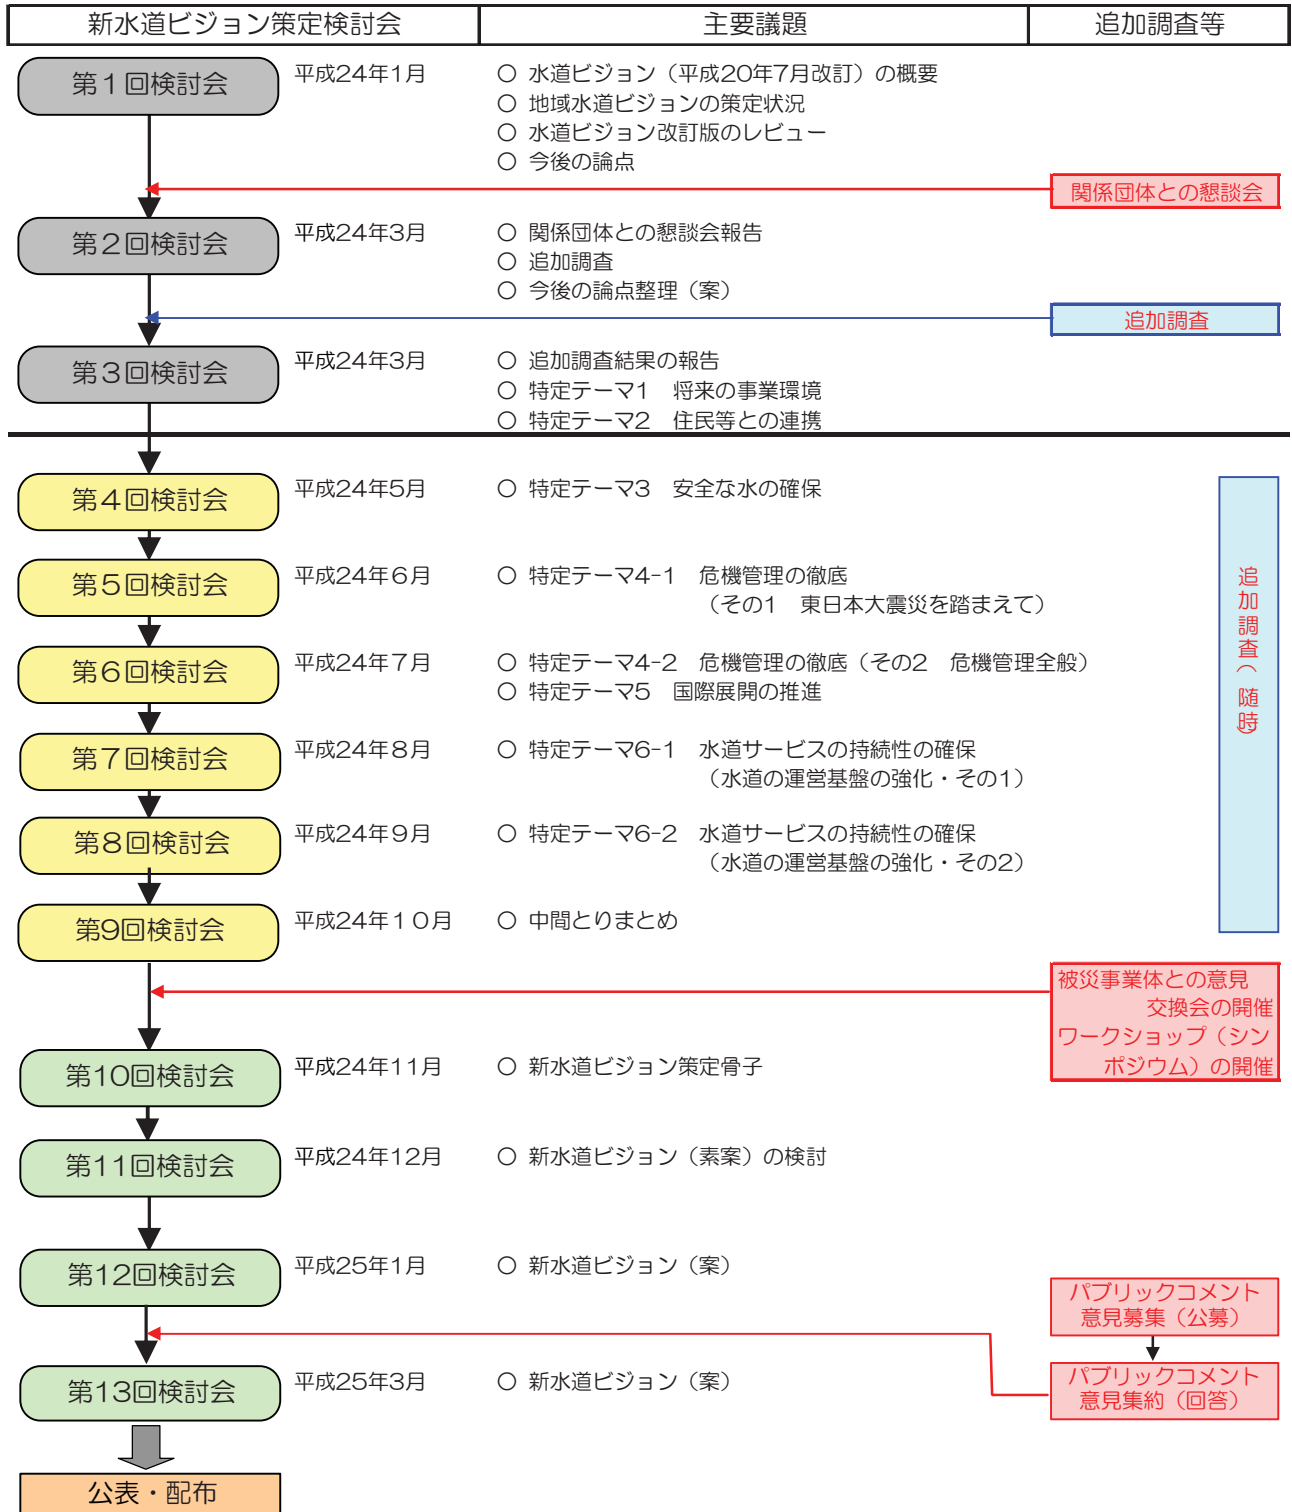 新水道ビジョン策定検討会
主要議題
追加調査等
第１回検討会
平成24年１月
○ 水道ビジョン（平成20年7月改訂）の概要
○ 地域水道ビジョンの策定状況
○ 水道ビジョン改訂版のレビュー
○ 今後の論点
関係団体との懇談会
第２回検討会
平成24年3月
○ 関係団体との懇談会報告
○ 追加調査
○ 今後の論点整理（案）
追加調査
第３回検討会
平成24年3月
○ 追加調査結果の報告
○ 特定テーマ1　将来の事業環境
○ 特定テーマ2　住民等との連携
第４回検討会
平成24年5月
○ 特定テーマ3　安全な水の確保
追加調査（随時）
第５回検討会
平成24年６月
○ 特定テーマ4-1　危機管理の徹底
（その1　東日本大震災を踏まえて）
第６回検討会
平成24年７月
○ 特定テーマ4-2　危機管理の徹底（その2　危機管理全般）
○ 特定テーマ5　国際展開の推進
第７回検討会
平成24年８月
○ 特定テーマ6-1　水道サービスの持続性の確保
（水道の運営基盤の強化・その1）
第８回検討会
平成24年９月
○ 特定テーマ6-2　水道サービスの持続性の確保
（水道の運営基盤の強化・その2）
第9回検討会
平成24年１０月
○ 中間とりまとめ
被災事業体との意見
交換会の開催
ワークショップ（シン
ポジウム）の開催
第10回検討会
平成24年11月
○ 新水道ビジョン策定骨子
第11回検討会
平成24年12月
○ 新水道ビジョン（素案）の検討
第12回検討会
平成25年1月
○ 新水道ビジョン（案）
パブリックコメント
意見募集（公募）
第13回検討会
平成25年3月
○ 新水道ビジョン（案）
パブリックコメント
意見集約（回答）
公表・配布